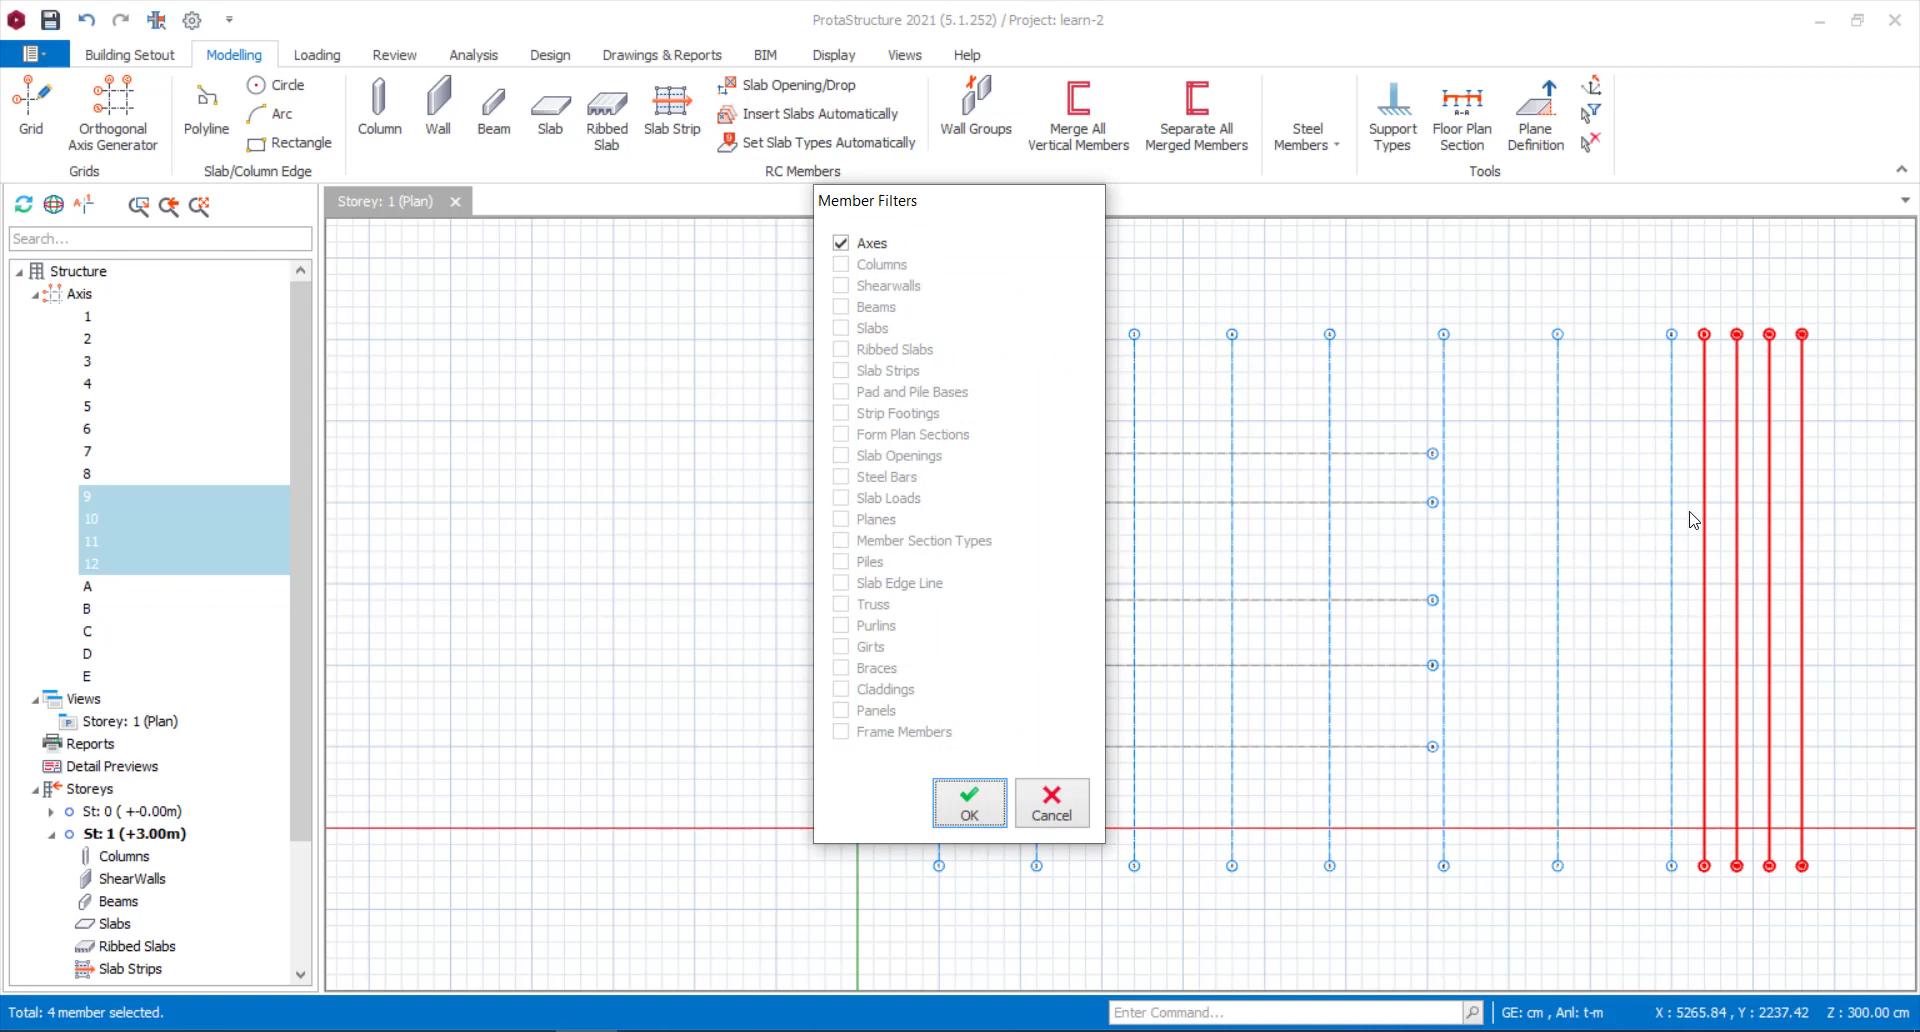 ProtaStructure 2021 (5.1.252) / Project: learn-2
Building Setout Modelling Loading Review Analysis Design Drawings & Reports BIM Display Views Help
Grid
Orthogonal
Axis Generator
Grids
Polyline
Circle
Arc
Rectangle
Slab/Column Edge
Column
Wall
Beam
Slab
Ribbed
Slab
Slab Strip
Slab Opening/Drop
Insert Slabs Automatically
Set Slab Types Automatically
Wall Groups
Merge All
Vertical Members
Separate All
Merged Members
RC Members
Steel
Members
Support
Types
Floor Plan
Section
Plane
Definition
Tools
Search...
Structure
Axis
1
2
3
4
5
6
7
8
9
10
11
12
A
B
C
D
E
Views
Storey: 1 (Plan)
Reports
Detail Previews
Storeys
St: 0 ( +-0.00m)
St: 1 (+3.00m)
Columns
ShearWalls
Beams
Slabs
Ribbed Slabs
Slab Strips
Storey: 1 (Plan)
Member Filters
Axes
Columns
Shearwalls
Beams
Slabs
Ribbed Slabs
Slab Strips
Pad and Pile Bases
Strip Footings
Form Plan Sections
Slab Openings
Steel Bars
Slab Loads
Planes
Member Section Types
Piles
Slab Edge Line
Truss
Purlins
Girts
Braces
Claddings
Panels
Frame Members
OK
Cancel
Total: 4 member selected.
Enter Command...
GE: cm , Anl: t-m
X : 5265.84 , Y : 2237.42
Z : 300.00 cm